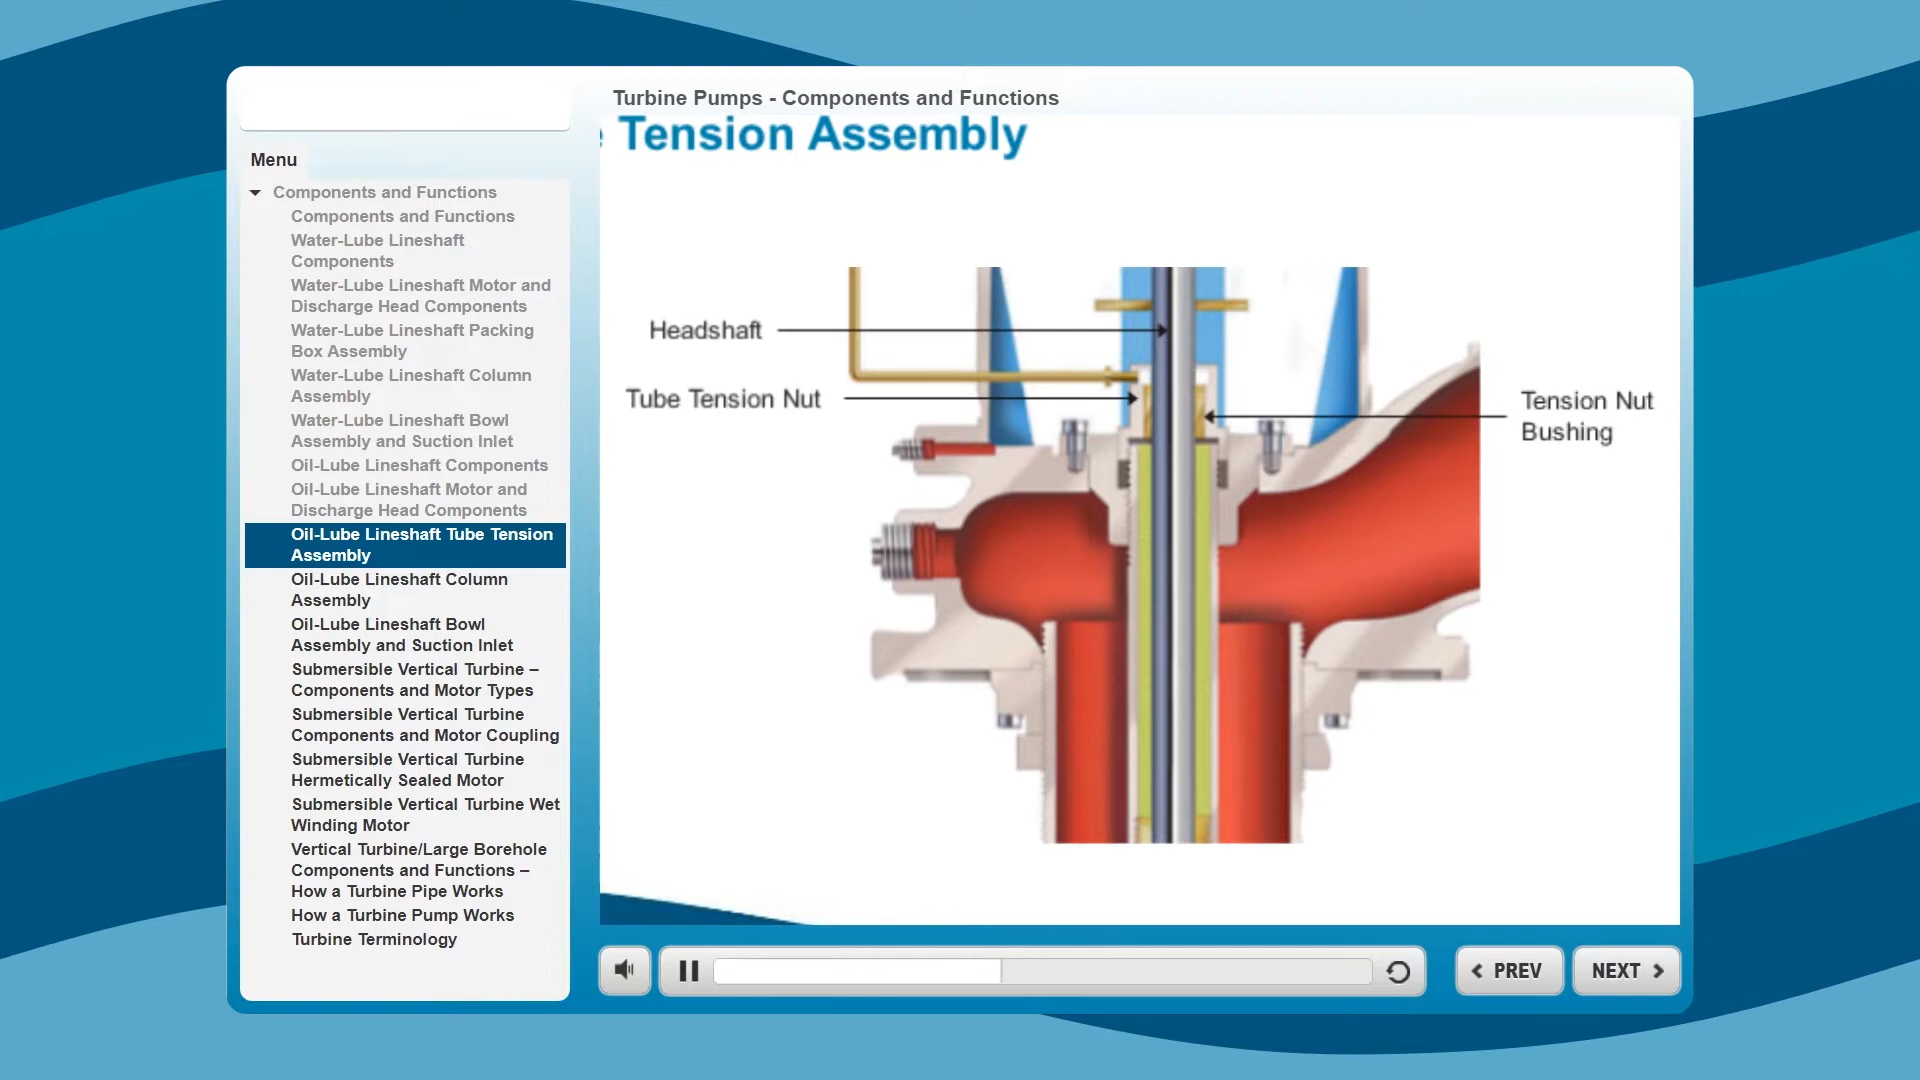 Turbine Pumps - Components and Functions
Tension Assembly
Menu
Components and Functions
Components and Functions
Water-Lube Lineshaft
Components
Water-Lube Lineshaft Motor and
Discharge Head Components
Water-Lube Lineshaft Packing
Box Assembly
Water-Lube Lineshaft Column
Assembly
Water-Lube Lineshaft Bowl
Assembly and Suction Inlet
Oil-Lube Lineshaft Components
Oil-Lube Lineshaft Motor and
Discharge Head Components
Oil-Lube Lineshaft Tube Tension
Assembly
Oil-Lube Lineshaft Column
Assembly
Oil-Lube Lineshaft Bowl
Assembly and Suction Inlet
Submersible Vertical Turbine –
Components and Motor Types
Submersible Vertical Turbine
Components and Motor Coupling
Submersible Vertical Turbine
Hermetically Sealed Motor
Submersible Vertical Turbine Wet
Winding Motor
Vertical Turbine/Large Borehole
Components and Functions –
How a Turbine Pipe Works
How a Turbine Pump Works
Turbine Terminology
Headshaft
Tube Tension Nut
Tension Nut
Bushing
PREV
NEXT